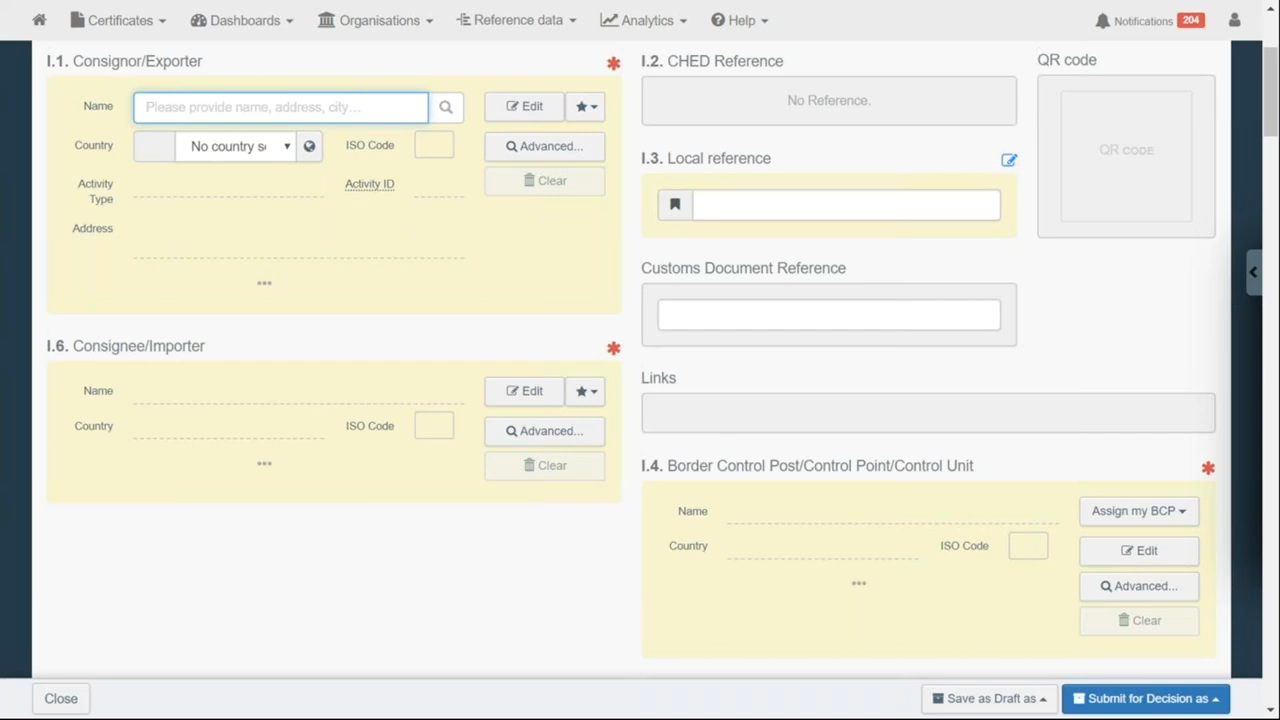 Certificates Dashboards Organisations Reference data Analytics Help Notifications 204
I.1. Consignor/Exporter
Name Please provide name, address, city… Edit
Country No country s ISO Code Advanced...
Activity Type Activity ID Clear
Address
I.6. Consignee/Importer
Name Edit
Country ISO Code Advanced...
Clear
I.2. CHED Reference
No Reference.
QR code
QR CODE
I.3. Local reference
Customs Document Reference
Links
I.4. Border Control Post/Control Point/Control Unit
Name Assign my BCP
Country ISO Code Edit
Advanced...
Clear
Close Save as Draft as Submit for Decision as